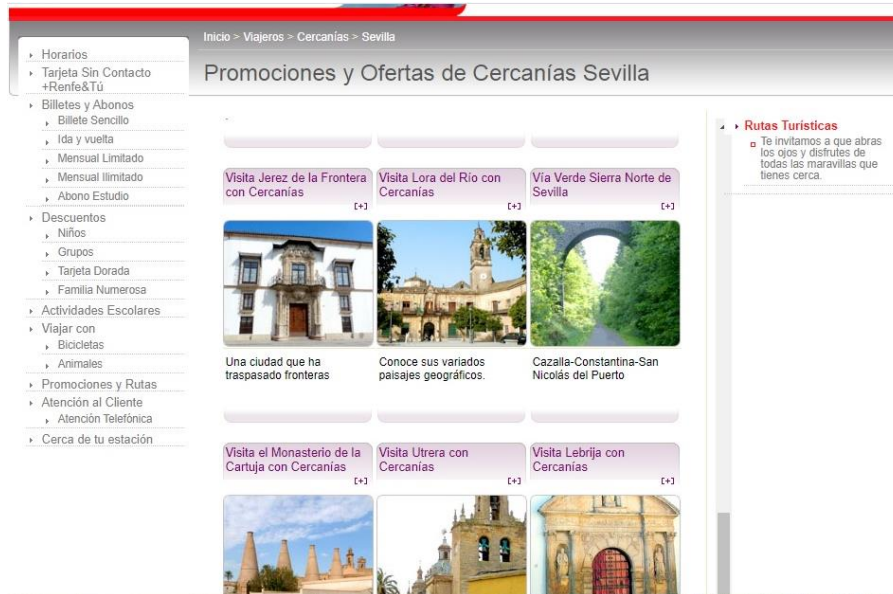 Inicio > Viajeros > Cercanías > Sevilla
Promociones y Ofertas de Cercanías Sevilla
Horarios
Tarjeta Sin Contacto
+Renfe&Tú
Billetes y Abonos
Billete Sencillo
Ida y vuelta
Mensual Limitado
Mensual Ilimitado
Abono Estudio
Descuentos
Niños
Grupos
Tarjeta Dorada
Familia Numerosa
Actividades Escolares
Viajar con
Bicicletas
Animales
Promociones y Rutas
Atención al Cliente
Atención Telefónica
Cerca de tu estación
Visita Jerez de la Frontera
con Cercanías
[+]
Una ciudad que ha
traspasado fronteras
Visita Lora del Río con
Cercanías
[+]
Conoce sus variados
paisajes geográficos.
Vía Verde Sierra Norte de
Sevilla
[+]
Cazalla-Constantina-San
Nicolás del Puerto
Visita el Monasterio de la
Cartuja con Cercanías
[+]
Visita Utrera con
Cercanías
[+]
Visita Lebrija con
Cercanías
[+]
Rutas Turísticas
Te invitamos a que abras
los ojos y disfrutes de
todas las maravillas que
tienes cerca.